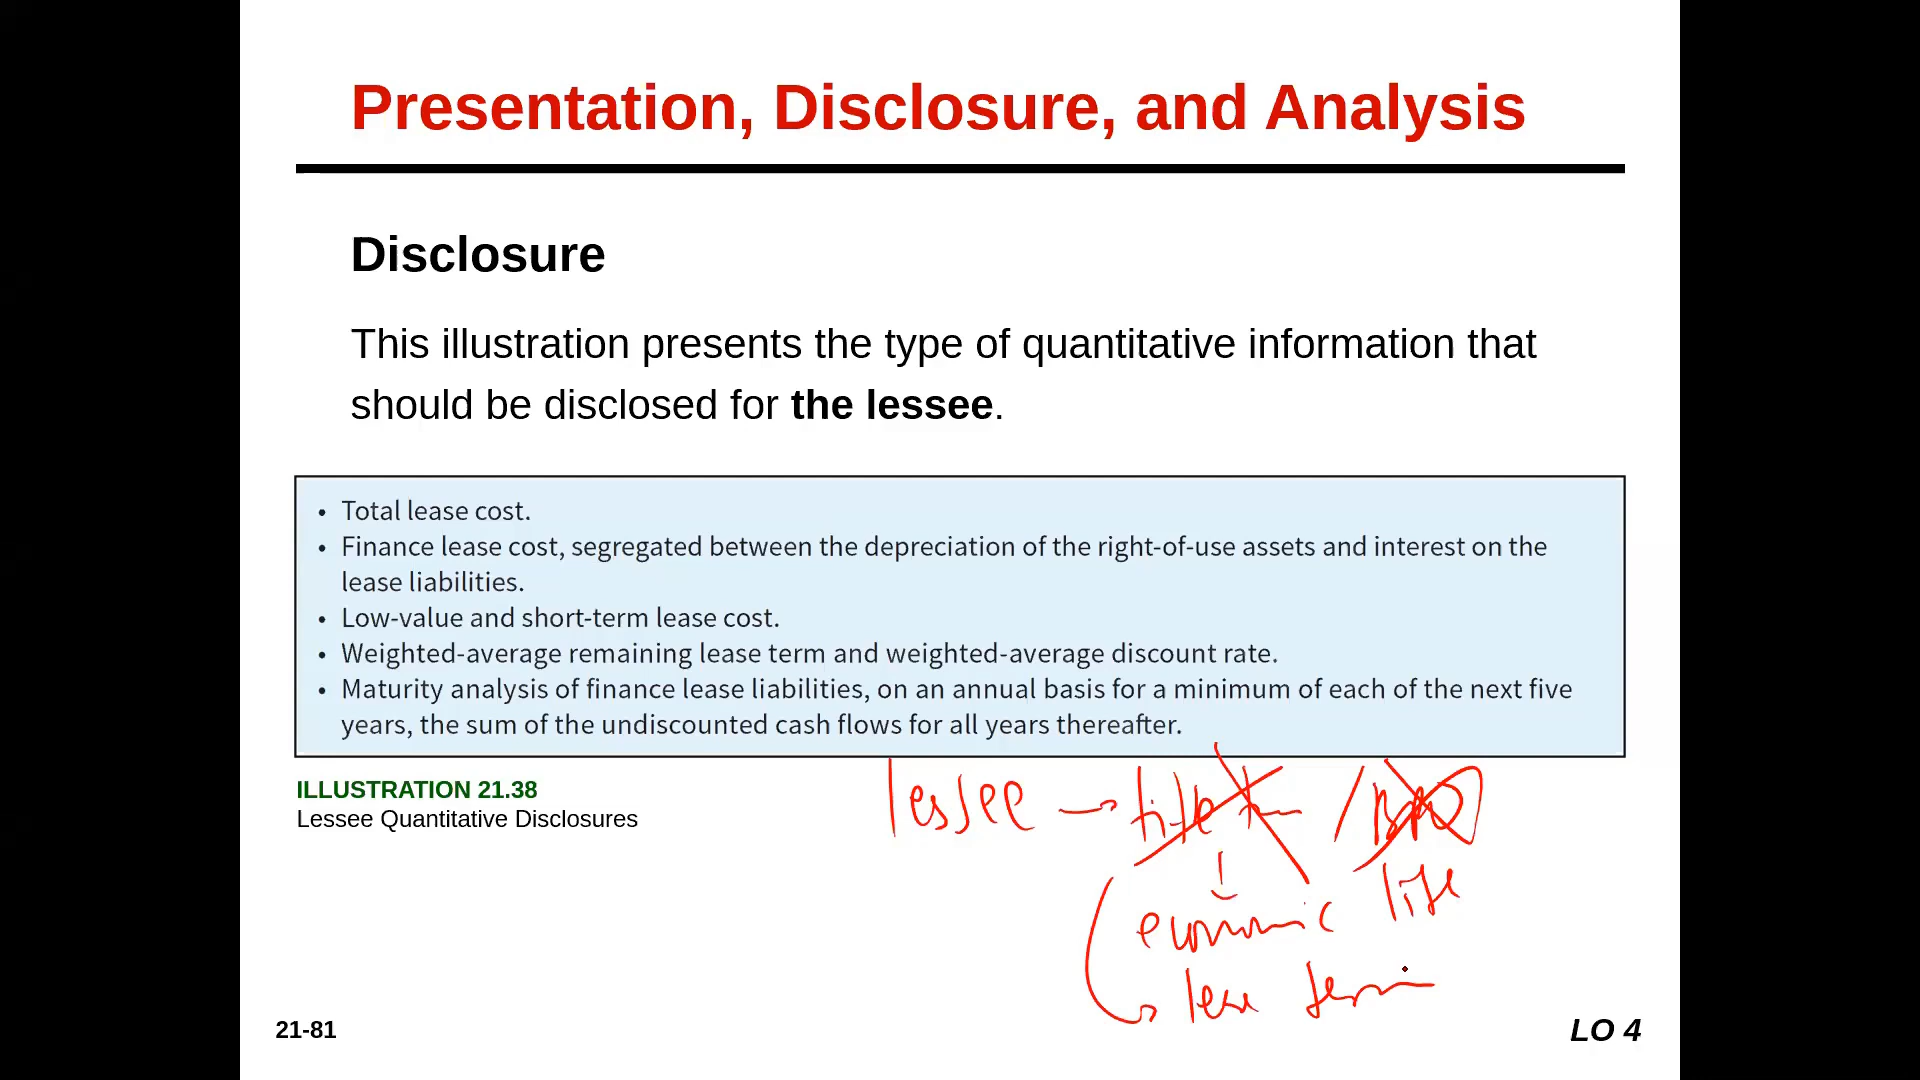 Presentation, Disclosure, and Analysis
Disclosure
This illustration presents the type of quantitative information that
should be disclosed for the lessee.
• Total lease cost.
• Finance lease cost, segregated between the depreciation of the right-of-use assets and interest on the
lease liabilities.
• Low-value and short-term lease cost.
• Weighted-average remaining lease term and weighted-average discount rate.
• Maturity analysis of finance lease liabilities, on an annual basis for a minimum of each of the next five
years, the sum of the undiscounted cash flows for all years thereafter.
ILLUSTRATION 21.38
Lessee Quantitative Disclosures
lessee → title /
economic life
lease term
21-81
LO 4